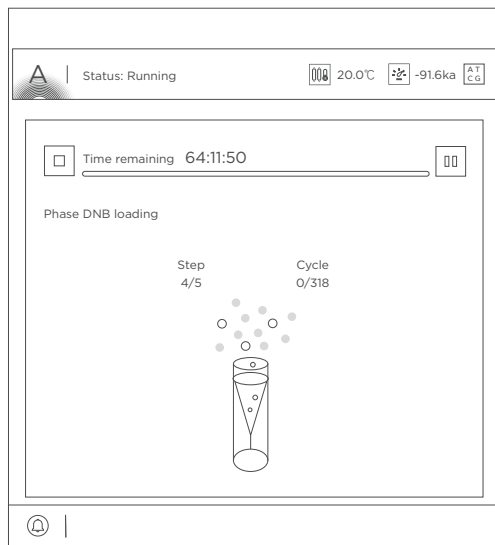 A
Status: Running
20.0℃
-91.6ka
A T
C G
Time remaining 64:11:50
Phase DNB loading
Step Cycle
4/5 0/318